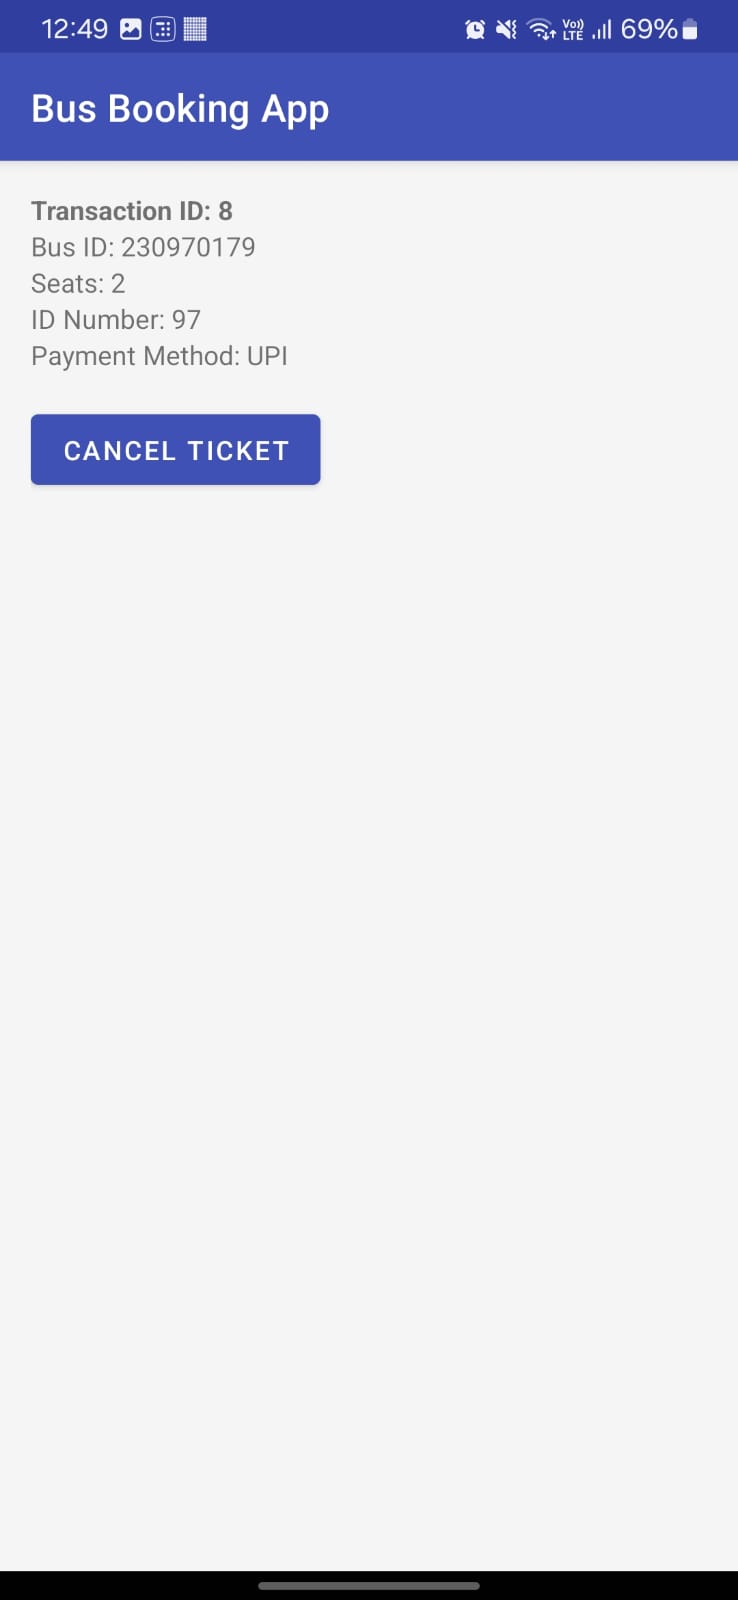 12:49 Vo)) LTE 69%
Bus Booking App
Transaction ID: 8
Bus ID: 230970179
Seats: 2
ID Number: 97
Payment Method: UPI
CANCEL TICKET